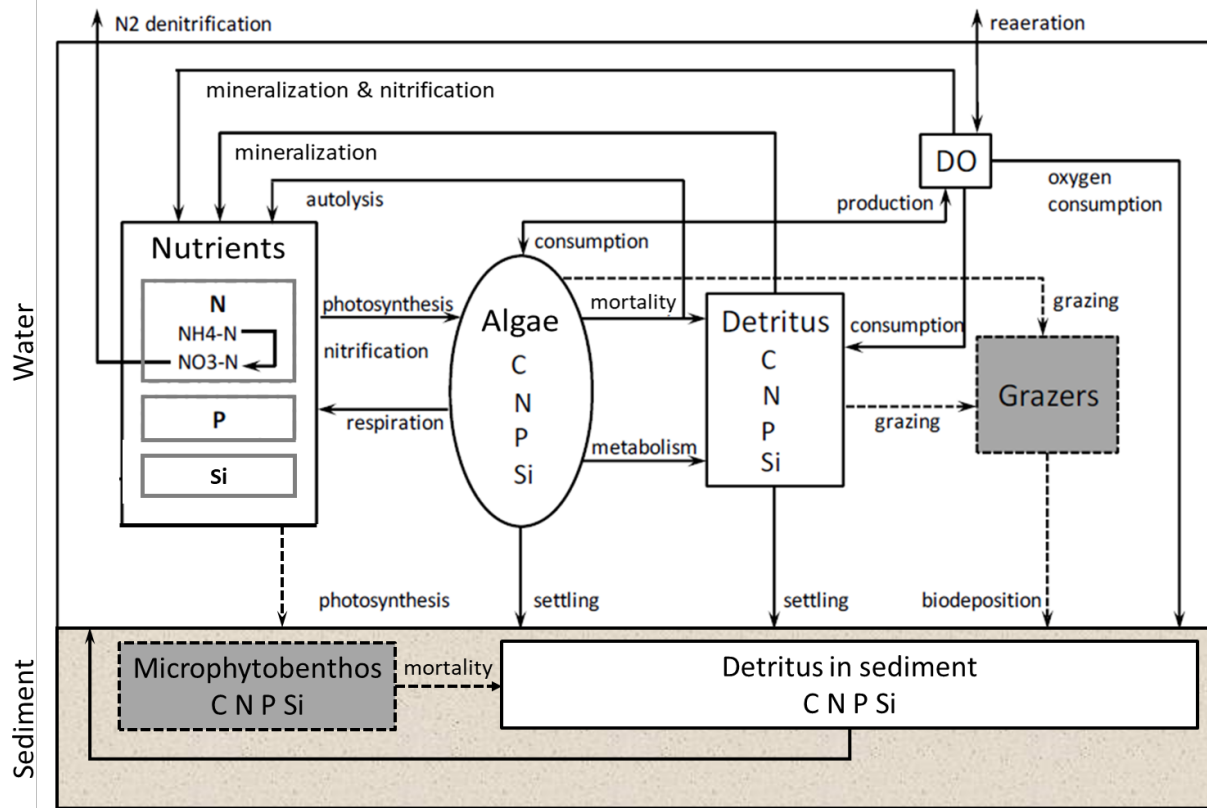 N2 denitrification
reaeration
mineralization & nitrification
mineralization
DO
oxygen
consumption
autolysis
production
Nutrients
consumption
N
NH4-N
NO3-N
photosynthesis
nitrification
respiration
P
Si
Algae
C
N
P
Si
mortality
metabolism
Detritus
C
N
P
Si
consumption
grazing
grazing
Grazers
Water
photosynthesis
settling
settling
biodeposition
Sediment
Microphytobenthos
C N P Si
mortality
Detritus in sediment
C N P Si